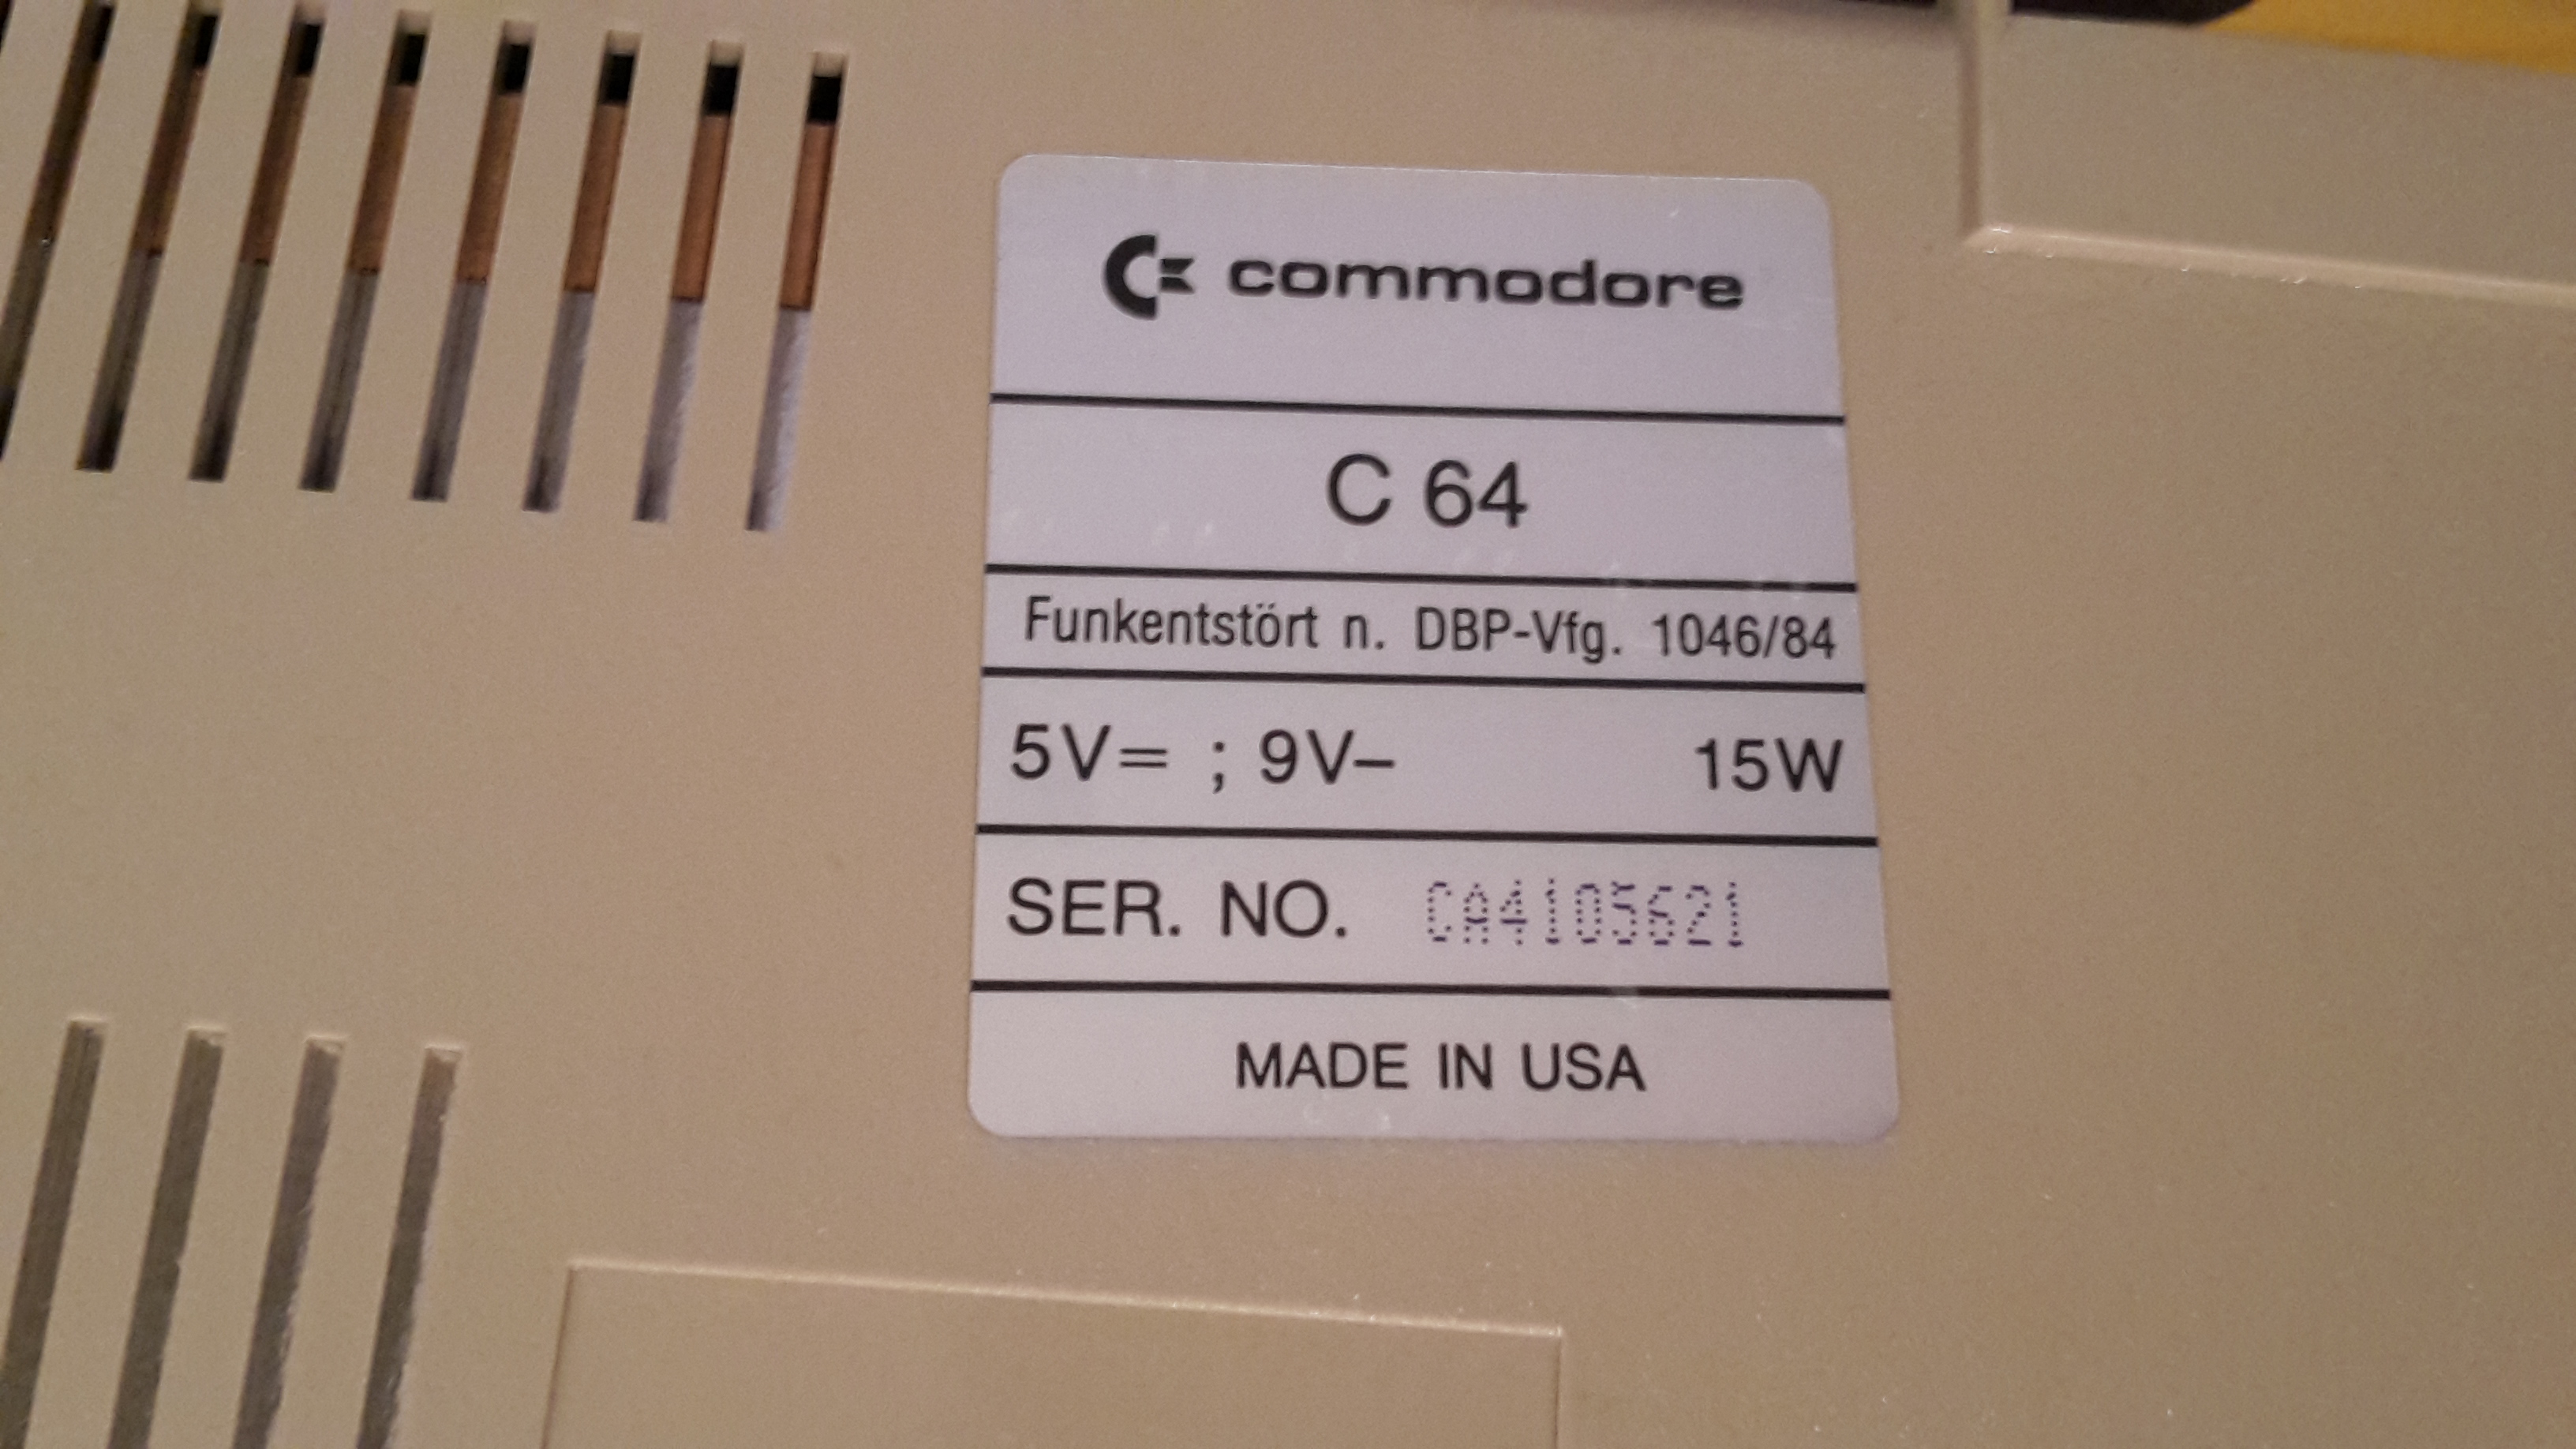 commodore
C 64
Funkentstört n. DBP-Vfg. 1046/84
5V= ; 9V– 15W
SER. NO. CA4105621
MADE IN USA